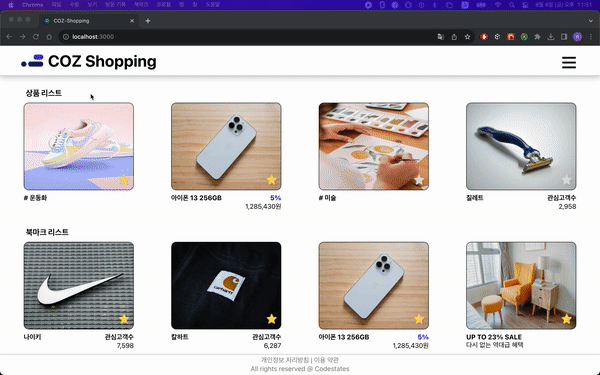 Chrome 파일 수정 보기 방문 기록 북마크 프로필 탭 창 도움말
COZ-Shopping
localhost:3000
COZ Shopping
상품 리스트
# 운동화
아이폰 13 256GB 5%
1,285,430원
# 미술
질레트 관심고객수
2,958
북마크 리스트
나이키 관심고객수
7,598
carhartt
칼하트 관심고객수
6,287
아이폰 13 256GB 5%
1,285,430원
UP TO 23% SALE
다시 없는 역대급 혜택
개인정보 처리방침 | 이용 약관
All rights reserved @ Codestates